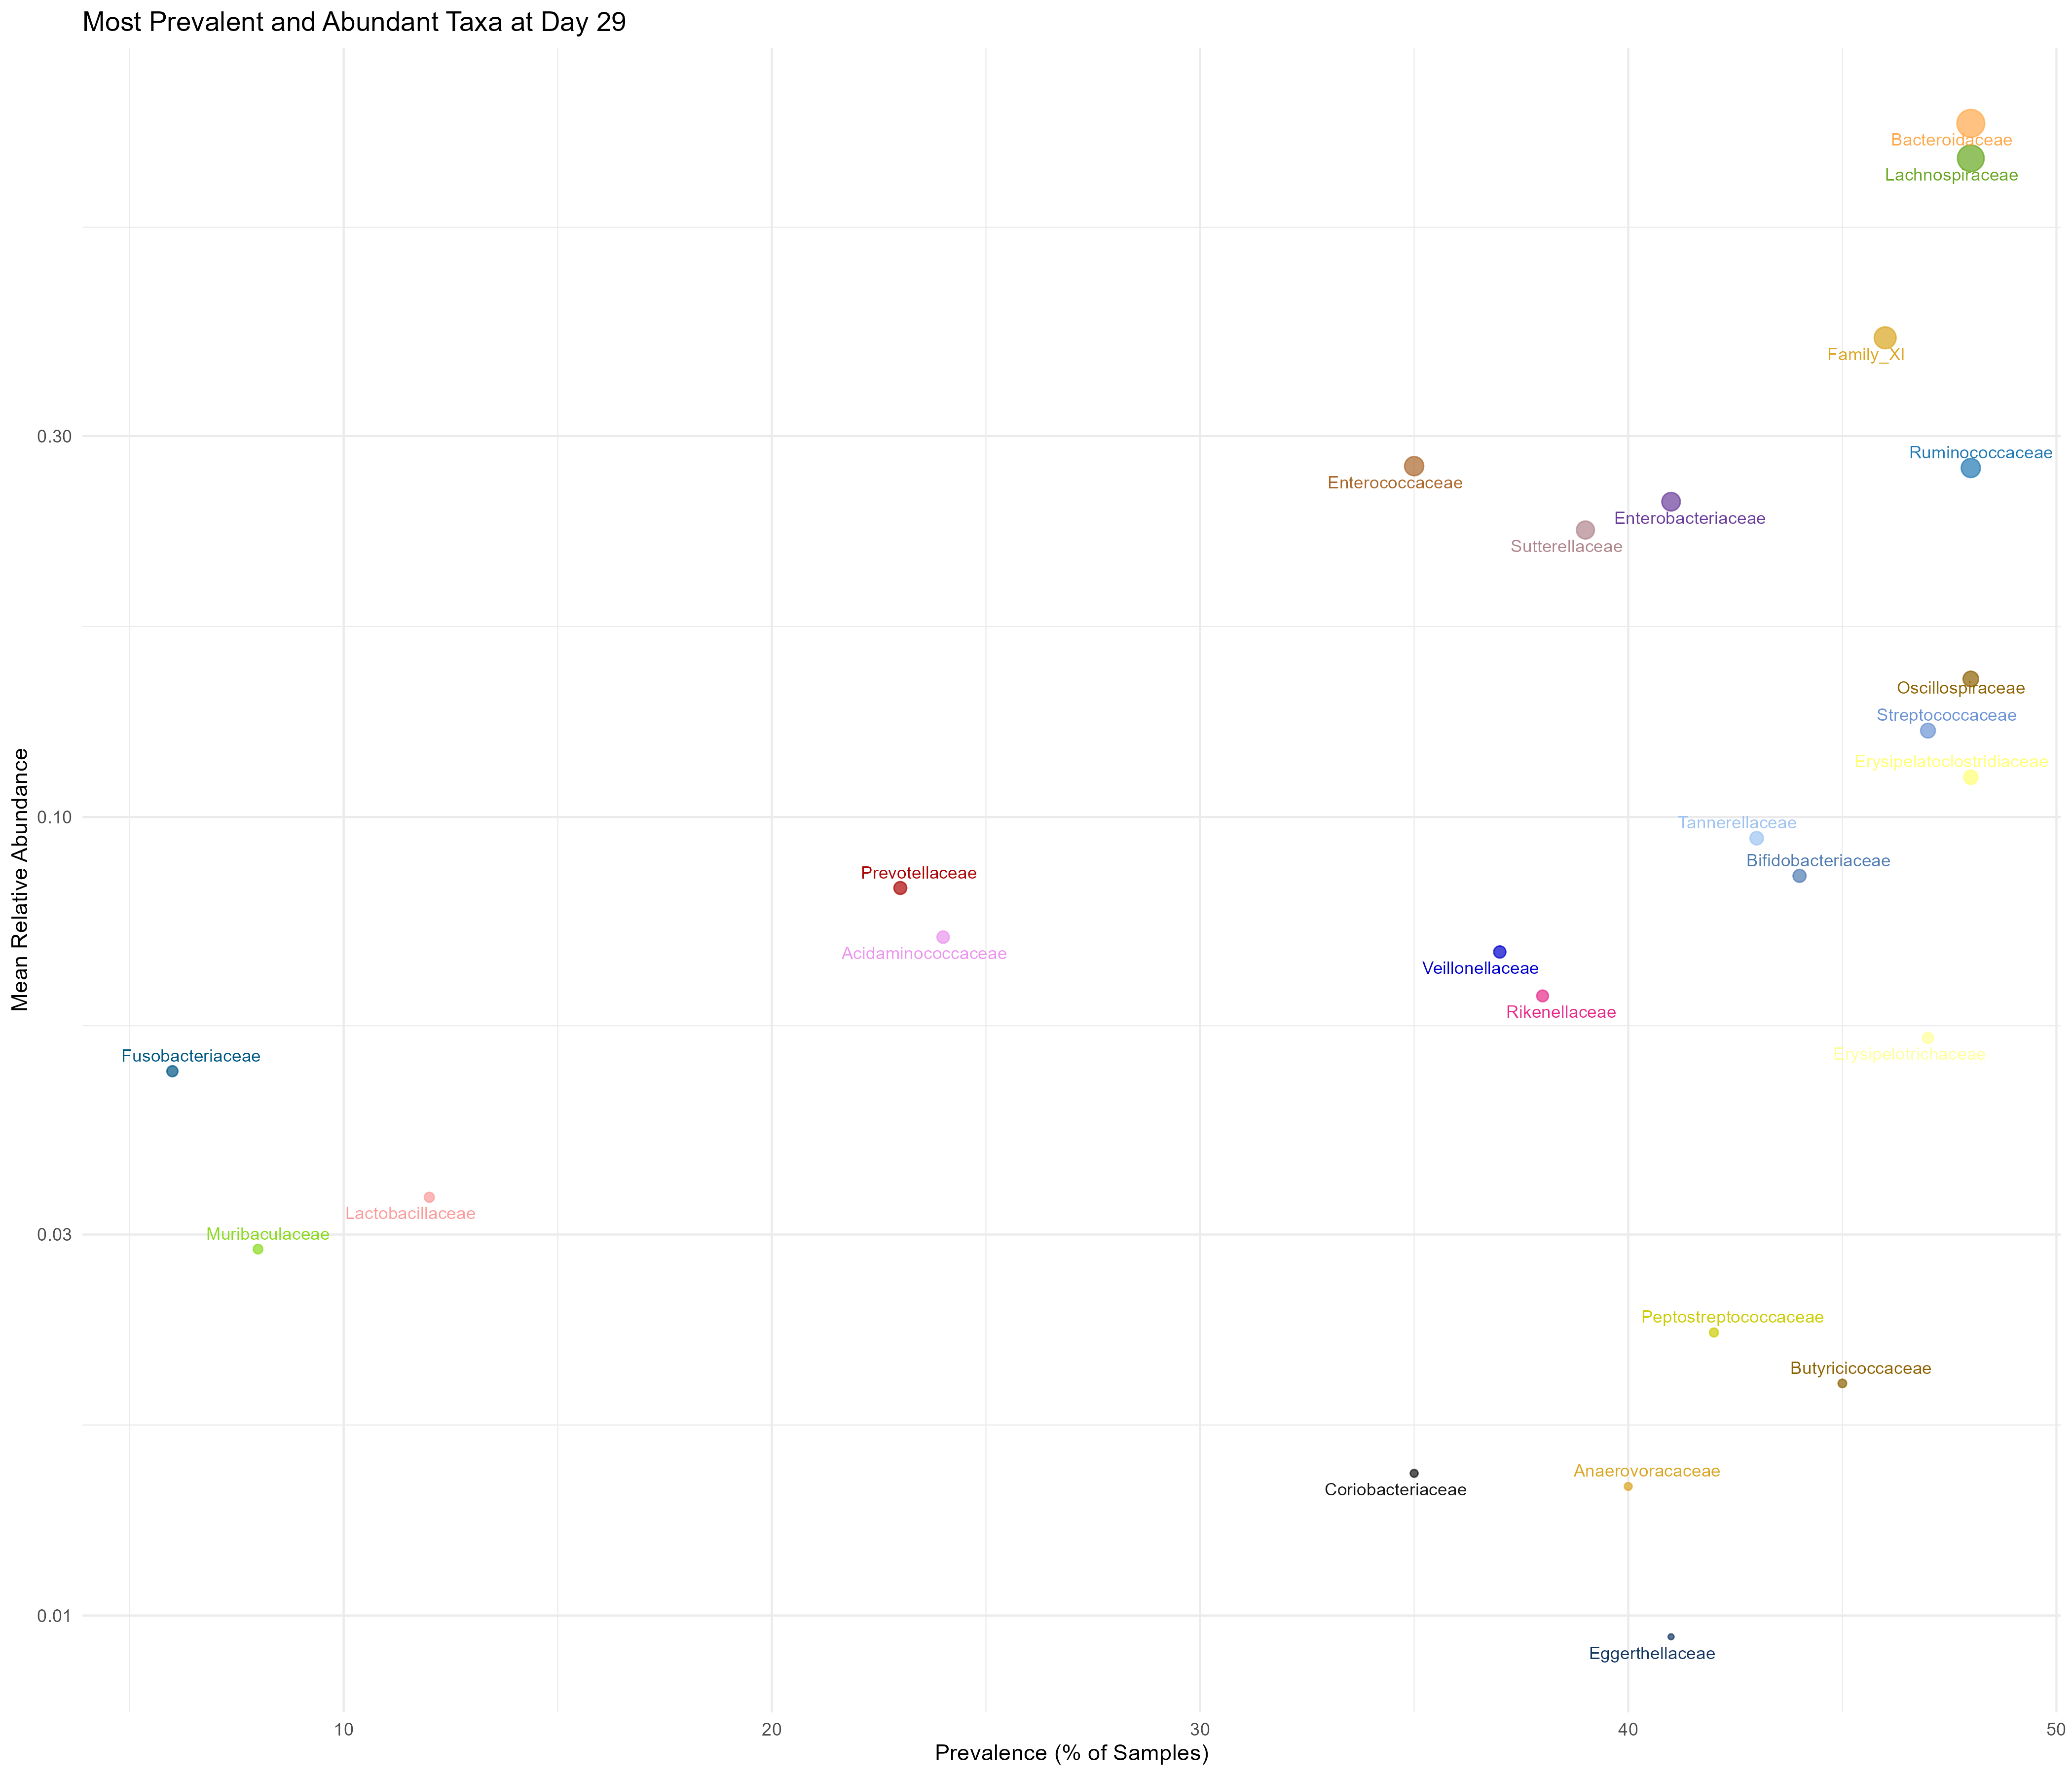 Most Prevalent and Abundant Taxa at Day 29
Bacteroidaceae
Lachnospiraceae
Family_XI
0.30
Ruminococcaceae
Enterococcaceae
Enterobacteriaceae
Sutterellaceae
Oscillospiraceae
Streptococcaceae
Erysipelatoclostridiaceae
0.10
Tannerellaceae
Bifidobacteriaceae
Prevotellaceae
Acidaminococcaceae
Veillonellaceae
Rikenellaceae
Erysipelotrichaceae
Fusobacteriaceae
Lactobacillaceae
Muribaculaceae
0.03
Peptostreptococcaceae
Butyricicoccaceae
Anaerovoracaceae
Coriobacteriaceae
0.01
Eggerthellaceae
Mean Relative Abundance
10
20
30
40
50
Prevalence (% of Samples)